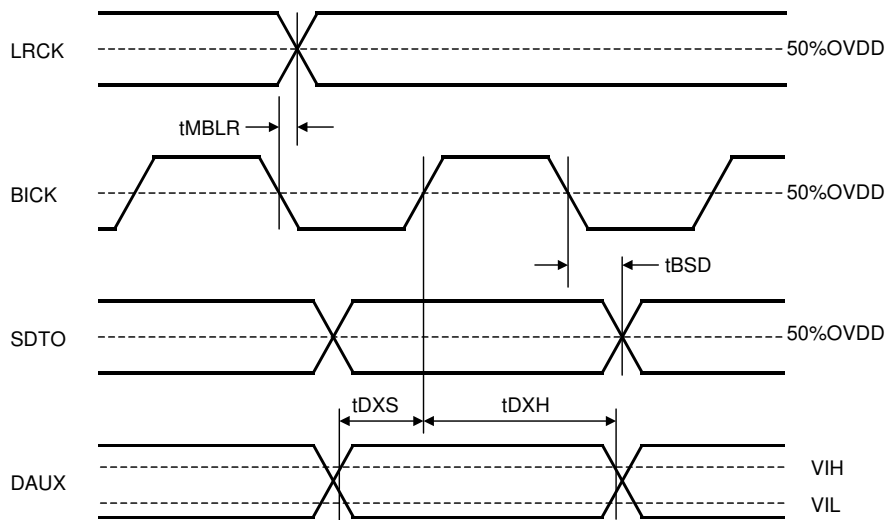 LRCK
50%OVDD
tMBLR
BICK
50%OVDD
tBSD
SDTO
50%OVDD
tDXS
tDXH
DAUX
VIH
VIL